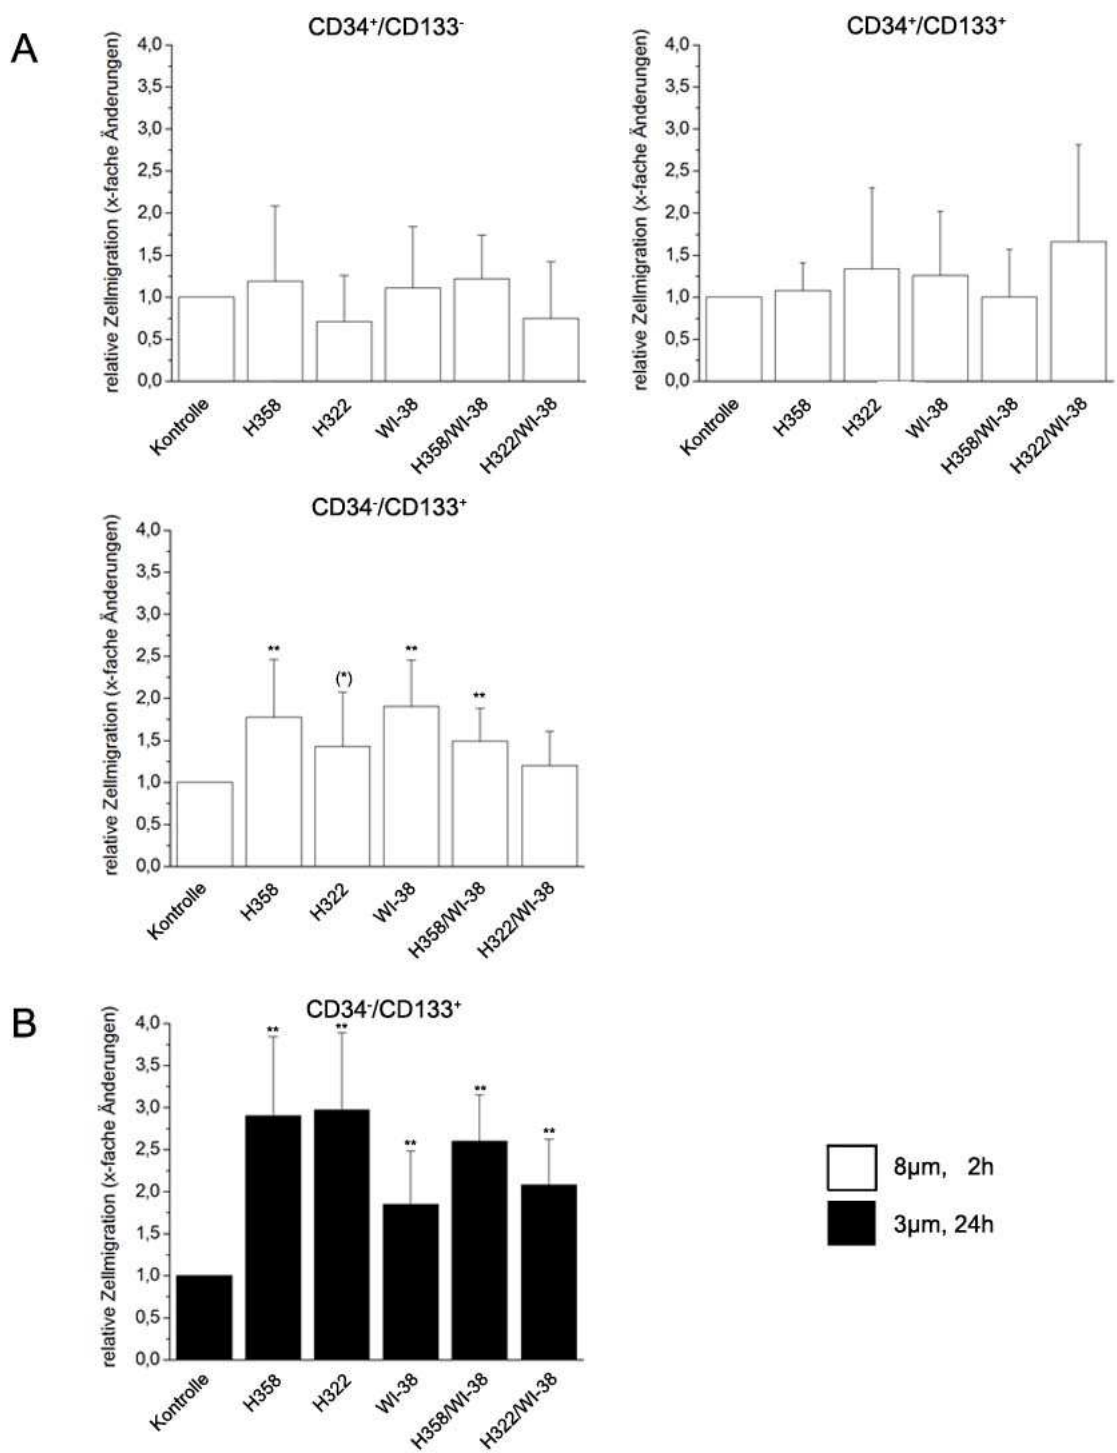 A
CD34⁺/CD133⁻
relative Zellmigration (x-fache Änderungen)
4,0
3,5
3,0
2,5
2,0
1,5
1,0
0,5
0,0
Kontrolle
H358
H322
WI-38
H358/WI-38
H322/WI-38
CD34⁺/CD133⁺
relative Zellmigration (x-fache Änderungen)
4,0
3,5
3,0
2,5
2,0
1,5
1,0
0,5
0,0
Kontrolle
H358
H322
WI-38
H358/WI-38
H322/WI-38
CD34⁻/CD133⁺
relative Zellmigration (x-fache Änderungen)
4,0
3,5
3,0
2,5
2,0
1,5
1,0
0,5
0,0
**
(*)
**
**
Kontrolle
H358
H322
WI-38
H358/WI-38
H322/WI-38
B
CD34⁻/CD133⁺
relative Zellmigration (x-fache Änderungen)
4,0
3,5
3,0
2,5
2,0
1,5
1,0
0,5
0,0
**
**
**
**
**
Kontrolle
H358
H322
WI-38
H358/WI-38
H322/WI-38
8µm, 2h
3µm, 24h